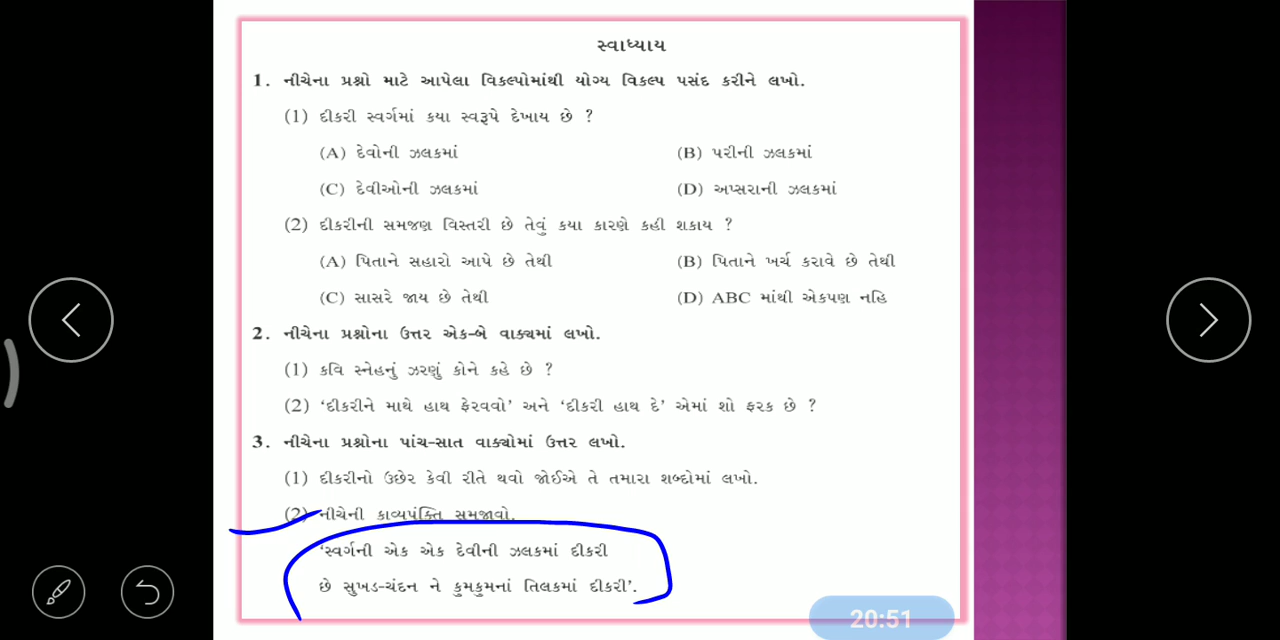 સ્વાધ્યાય
1. નીચેના પ્રશ્નો માટે આપેલા વિકલ્પોમાંથી યોગ્ય વિકલ્પ પસંદ કરીને લખો.
(1) દીકરી સ્વર્ગમાં કયા સ્વરૂપે દેખાય છે ?
(A) દેવોની ઝલકમાં (B) પરીની ઝલકમાં
(C) દેવીઓની ઝલકમાં (D) અપ્સરાની ઝલકમાં
(2) દીકરીની સમજણ વિસ્તરી છે તેવું કયા કારણે કહી શકાય ?
(A) પિતાને સહારો આપે છે તેથી (B) પિતાને ખર્ચ કરાવે છે તેથી
(C) સાસરે જાય છે તેથી (D) ABC માંથી એકપણ નહિ
2. નીચેના પ્રશ્નોના ઉત્તર એક-બે વાક્યમાં લખો.
(1) કવિ સ્નેહનું ઝરણું કોને કહે છે ?
(2) ‘દીકરીને માથે હાથ ફેરવવો’ અને ‘દીકરી હાથ દે’ એમાં શો ફરક છે ?
3. નીચેના પ્રશ્નોના પાંચ-સાત વાક્યોમાં ઉત્તર લખો.
(1) દીકરીનો ઉછેર કેવી રીતે થવો જોઈએ તે તમારા શબ્દોમાં લખો.
(2) નીચેની કાવ્યપંક્તિ સમજાવો.
‘સ્વર્ગની એક એક દેવીની ઝલકમાં દીકરી
છે સુખડ-ચંદન ને કુમકુમનાં તિલકમાં દીકરી’.
20:51